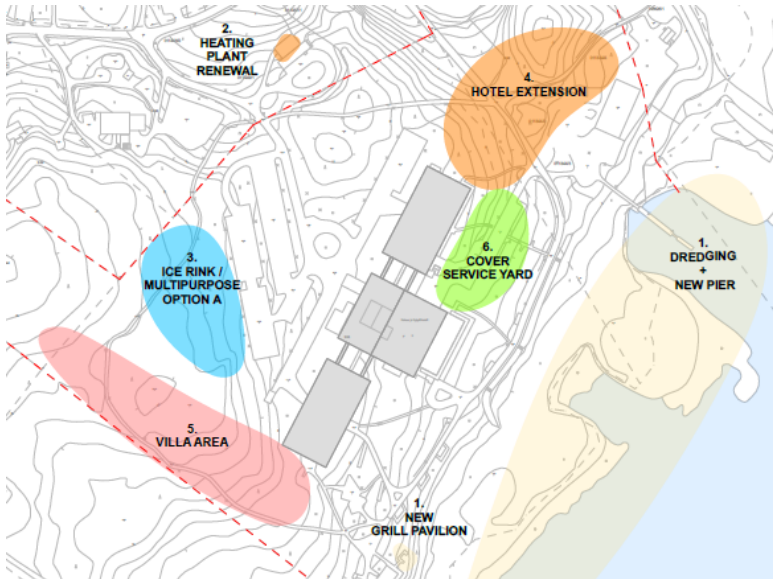 2.
HEATING
PLANT
RENEWAL
4.
HOTEL EXTENSION
3.
ICE RINK /
MULTIPURPOSE
OPTION A
6.
COVER
SERVICE YARD
1.
DREDGING
+
NEW PIER
5.
VILLA AREA
1.
NEW
GRILL PAVILION